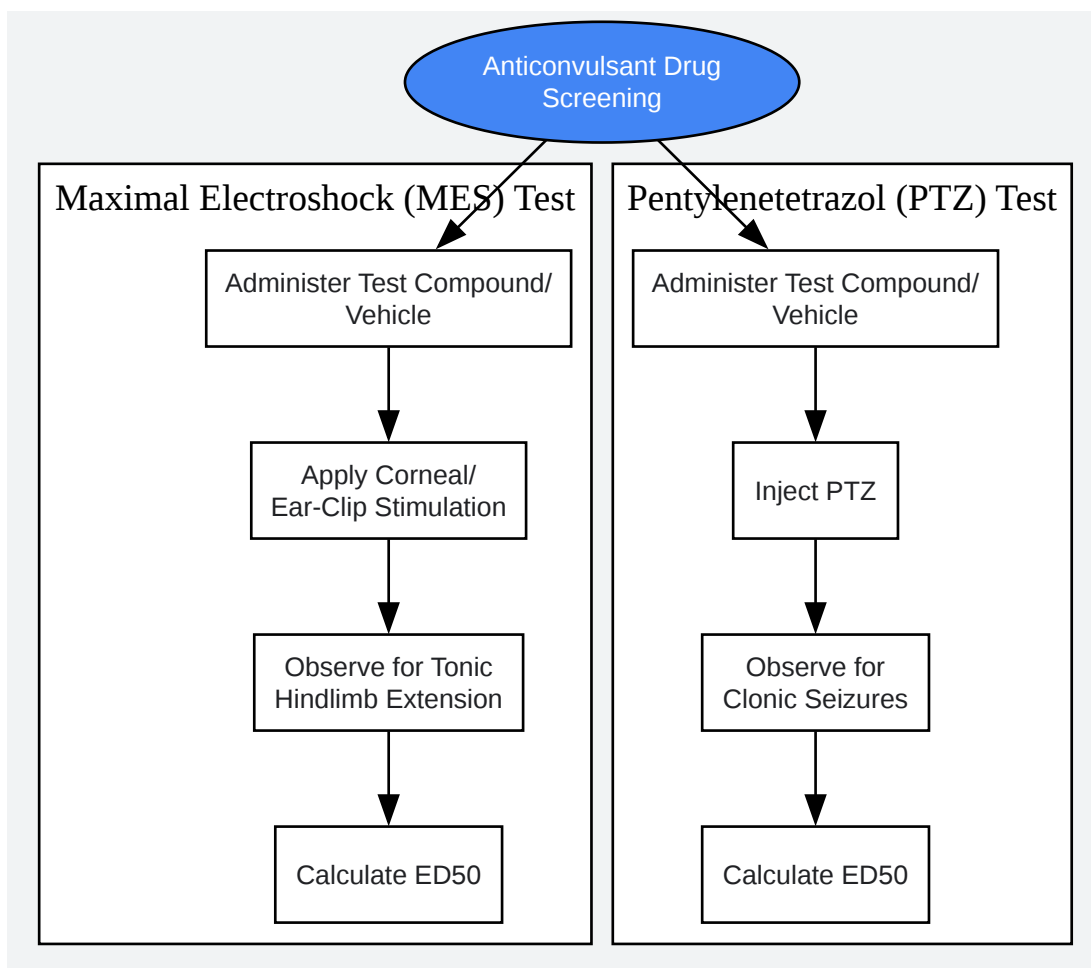 Anticonvulsant Drug
Screening
Maximal Electroshock (MES) Test
Administer Test Compound/
Vehicle
Apply Corneal/
Ear-Clip Stimulation
Observe for Tonic
Hindlimb Extension
Calculate ED50
Pentylenetetrazol (PTZ) Test
Administer Test Compound/
Vehicle
Inject PTZ
Observe for
Clonic Seizures
Calculate ED50